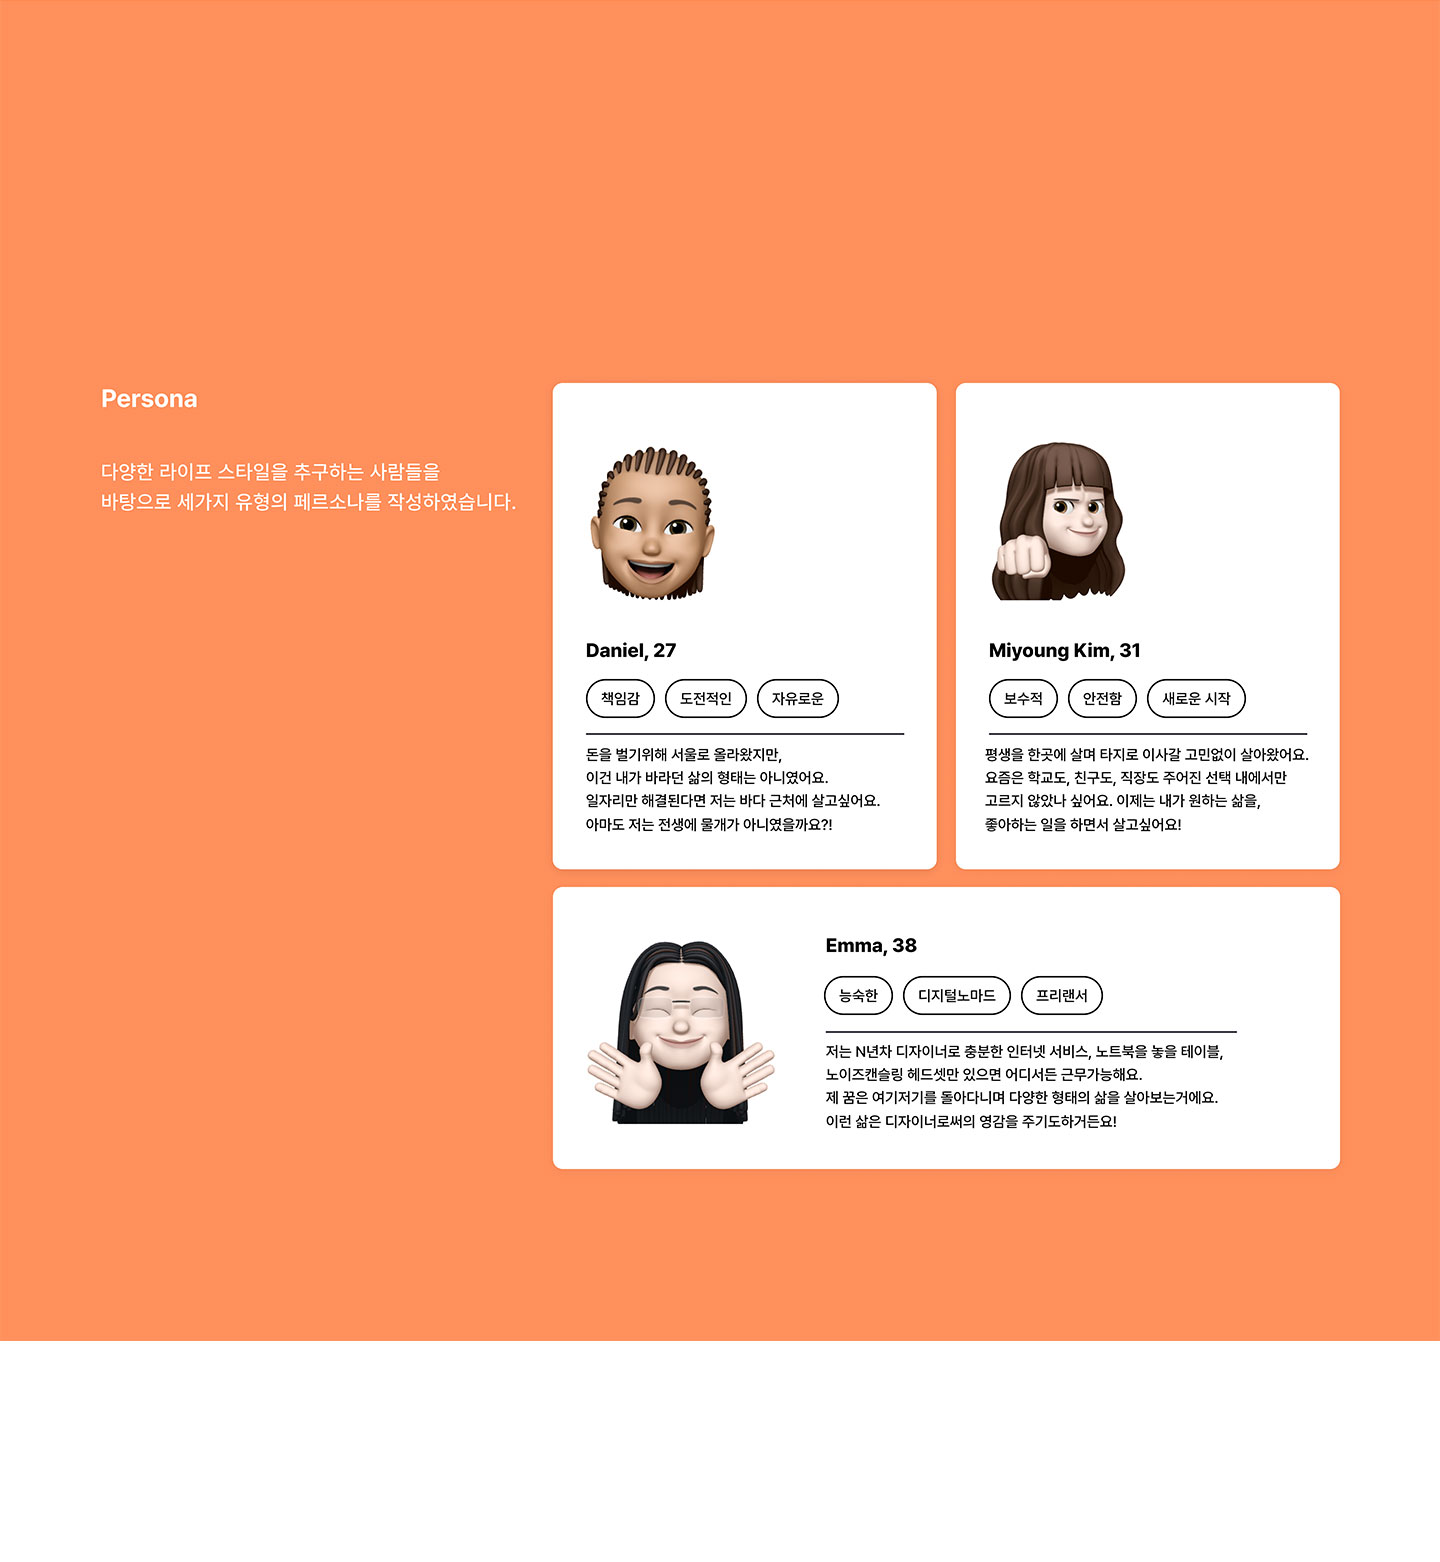 Persona
다양한 라이프 스타일을 추구하는 사람들을
바탕으로 세가지 유형의 페르소나를 작성하였습니다.
Daniel, 27
책임감 도전적인 자유로운
돈을 벌기위해 서울로 올라왔지만,
이건 내가 바라던 삶의 형태는 아니였어요.
일자리만 해결된다면 저는 바다 근처에 살고싶어요.
아마도 저는 전생에 물개가 아니였을까요?!
Miyoung Kim, 31
보수적 안전함 새로운 시작
평생을 한곳에 살며 타지로 이사갈 고민없이 살아왔어요.
요즘은 학교도, 친구도, 직장도 주어진 선택 내에서만
고르지 않았나 싶어요. 이제는 내가 원하는 삶을,
좋아하는 일을 하면서 살고싶어요!
Emma, 38
능숙한 디지털노마드 프리랜서
저는 N년차 디자이너로 충분한 인터넷 서비스, 노트북을 놓을 테이블,
노이즈캔슬링 헤드셋만 있으면 어디서든 근무가능해요.
제 꿈은 여기저기를 돌아다니며 다양한 형태의 삶을 살아보는거에요.
이런 삶은 디자이너로써의 영감을 주기도하거든요!